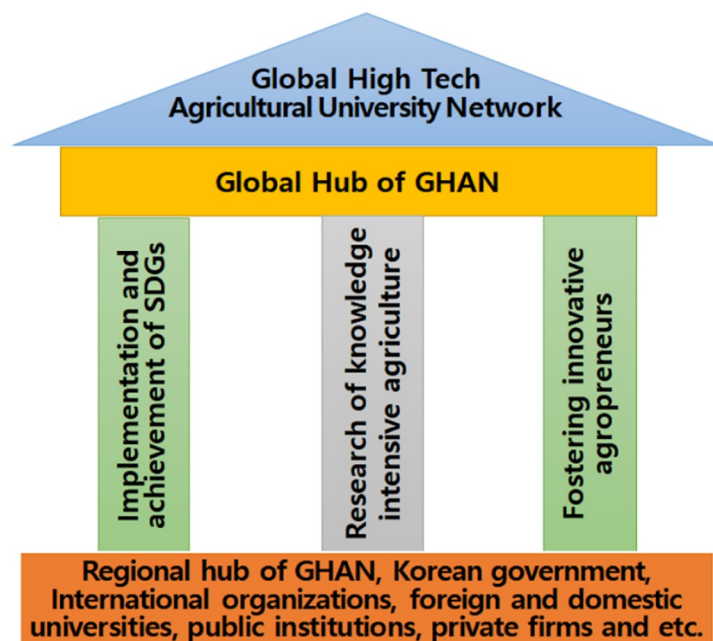 Global High Tech
Agricultural University Network
Global Hub of GHAN
Implementation and
achievement of SDGs
Research of knowledge
intensive agriculture
Fostering innovative
agropreneurs
Regional hub of GHAN, Korean government,
International organizations, foreign and domestic
universities, public institutions, private firms and etc.